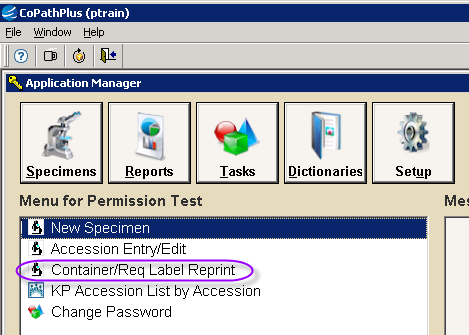 CoPathPlus (ptrain)
File Window Help
Application Manager
Specimens Reports Tasks Dictionaries Setup
Menu for Permission Test Mes
New Specimen
Accession Entry/Edit
Container/Req Label Reprint
KP Accession List by Accession
Change Password